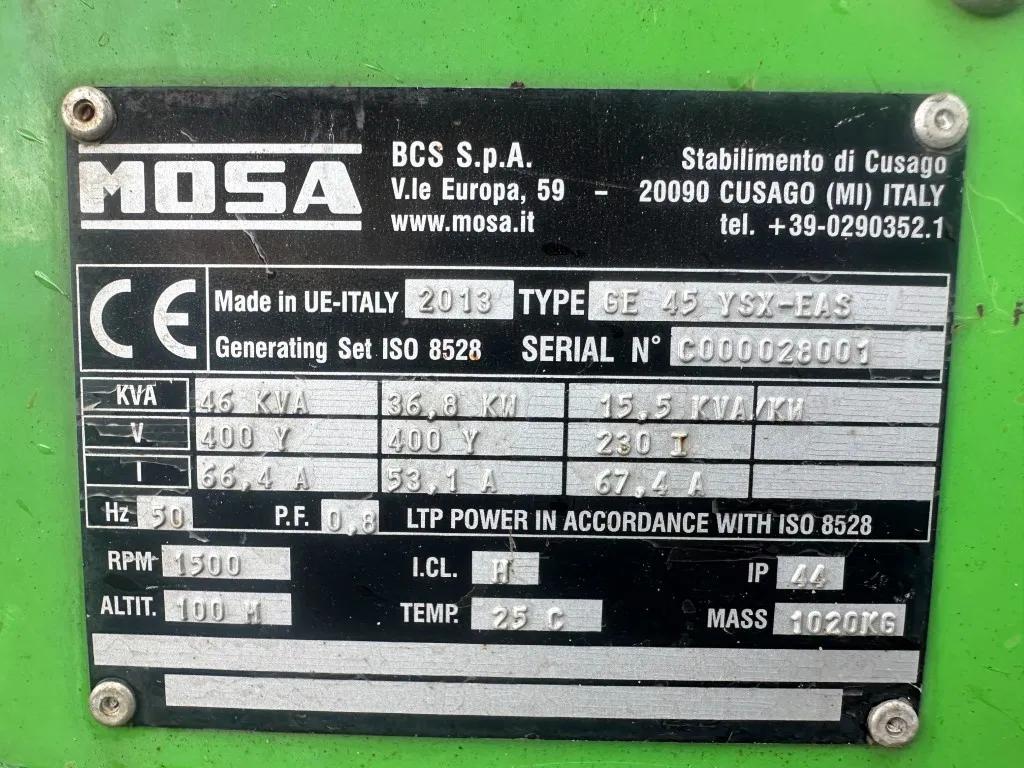 MOSA
BCS S.p.A.
V.le Europa, 59 -
www.mosa.it
Stabilimento di Cusago
20090 CUSAGO (MI) ITALY
tel. +39-0290352.1
CE
Made in UE-ITALY 2013 TYPE GE 45 YSX-EAS
Generating Set ISO 8528 SERIAL N° C000028001
KVA 46 KVA 36,8 KW 15,5 KVA/KW
V 400 Y 400 Y 230 I
I 66,4 A 53,1 A 67,4 A
Hz 50 P.F. 0,8 LTP POWER IN ACCORDANCE WITH ISO 8528
RPM 1500 I.CL. H IP 44
ALTIT. 100 M TEMP. 25 C MASS 1020KG